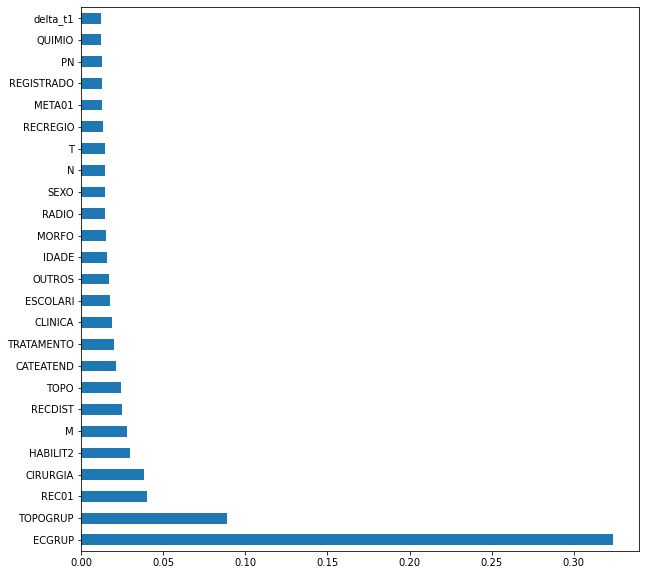 delta_t1
QUIMIO
PN
REGISTRADO
META01
RECREGIO
T
N
SEXO
RADIO
MORFO
IDADE
OUTROS
ESCOLARI
CLINICA
TRATAMENTO
CATEATEND
TOPO
RECDIST
M
HABILIT2
CIRURGIA
REC01
TOPOGRUP
ECGRUP
0.00 0.05 0.10 0.15 0.20 0.25 0.30